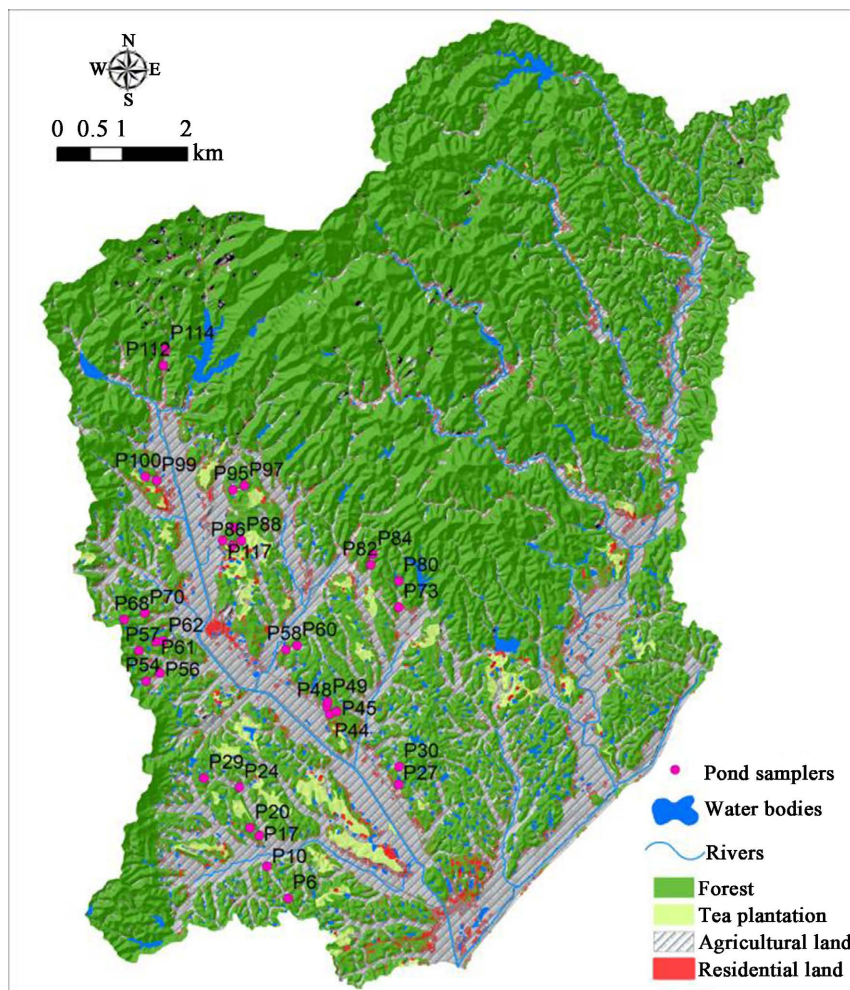 N
W E
S
0 0.5 1 2
km
P114
P112
P100 P99
P95 P97
P86 P88
P117
P84
P82
P80
P73
P68 P70
P57 P62
P61
P58 P60
P54 P56
P48 P49
P45
P44
P30
P27
P29 P24
P20
P17
P10
P6
Pond samplers
Water bodies
Rivers
Forest
Tea plantation
Agricultural land
Residential land